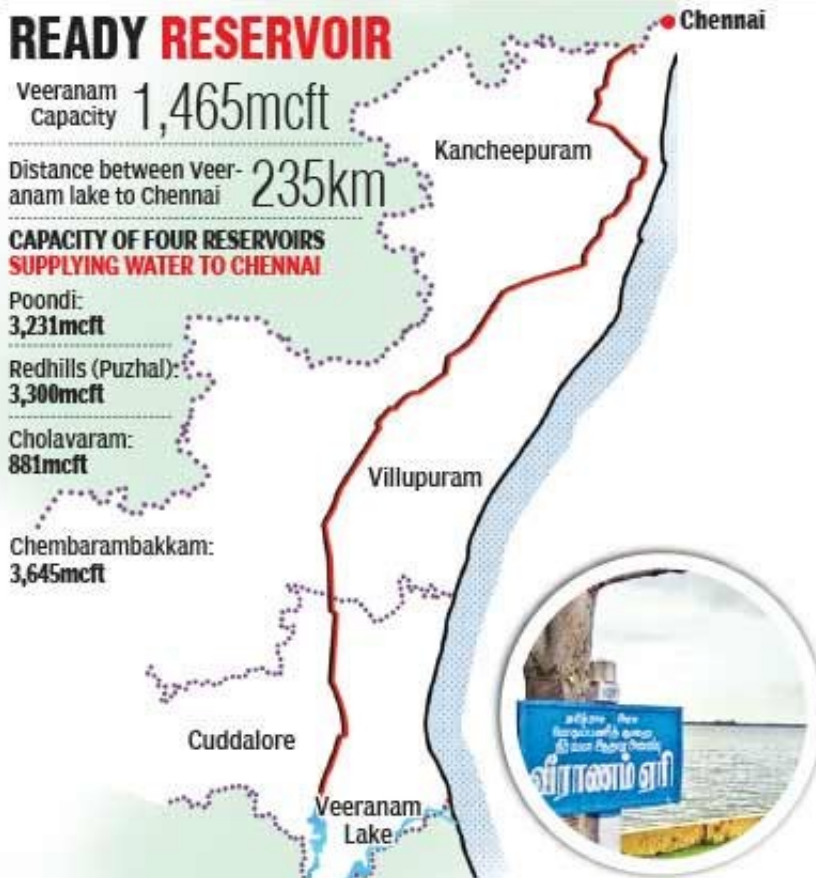 READY RESERVOIR
Veeranam
Capacity 1,465mcft
Distance between Veer-
anam lake to Chennai 235km
CAPACITY OF FOUR RESERVOIRS
SUPPLYING WATER TO CHENNAI
Poondi:
3,231mcft
Redhills (Puzhal):
3,300mcft
Cholavaram:
881mcft
Chembarambakkam:
3,645mcft
Chennai
Kancheepuram
Villupuram
Cuddalore
Veeranam
Lake
வீராணம் ஏரி